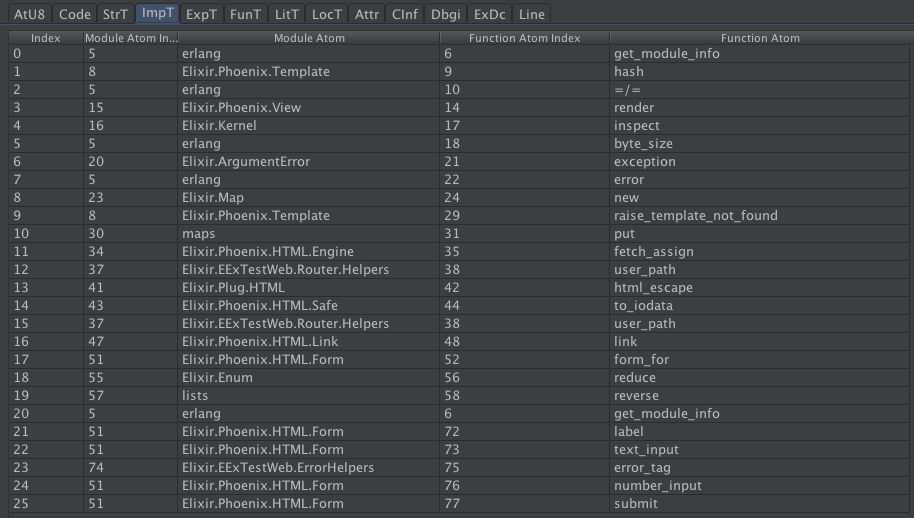 AtU8 Code StrT ImpT ExpT FunT LitT LocT Attr CInf Dbgi ExDc Line
Index Module Atom In... Module Atom Function Atom Index Function Atom
0 5 erlang 6 get_module_info
1 8 Elixir.Phoenix.Template 9 hash
2 5 erlang 10 =/=
3 15 Elixir.Phoenix.View 14 render
4 16 Elixir.Kernel 17 inspect
5 5 erlang 18 byte_size
6 20 Elixir.ArgumentError 21 exception
7 5 erlang 22 error
8 23 Elixir.Map 24 new
9 8 Elixir.Phoenix.Template 29 raise_template_not_found
10 30 maps 31 put
11 34 Elixir.Phoenix.HTML.Engine 35 fetch_assign
12 37 Elixir.EExTestWeb.Router.Helpers 38 user_path
13 41 Elixir.Plug.HTML 42 html_escape
14 43 Elixir.Phoenix.HTML.Safe 44 to_iodata
15 37 Elixir.EExTestWeb.Router.Helpers 38 user_path
16 47 Elixir.Phoenix.HTML.Link 48 link
17 51 Elixir.Phoenix.HTML.Form 52 form_for
18 55 Elixir.Enum 56 reduce
19 57 lists 58 reverse
20 5 erlang 6 get_module_info
21 51 Elixir.Phoenix.HTML.Form 72 label
22 51 Elixir.Phoenix.HTML.Form 73 text_input
23 74 Elixir.EExTestWeb.ErrorHelpers 75 error_tag
24 51 Elixir.Phoenix.HTML.Form 76 number_input
25 51 Elixir.Phoenix.HTML.Form 77 submit